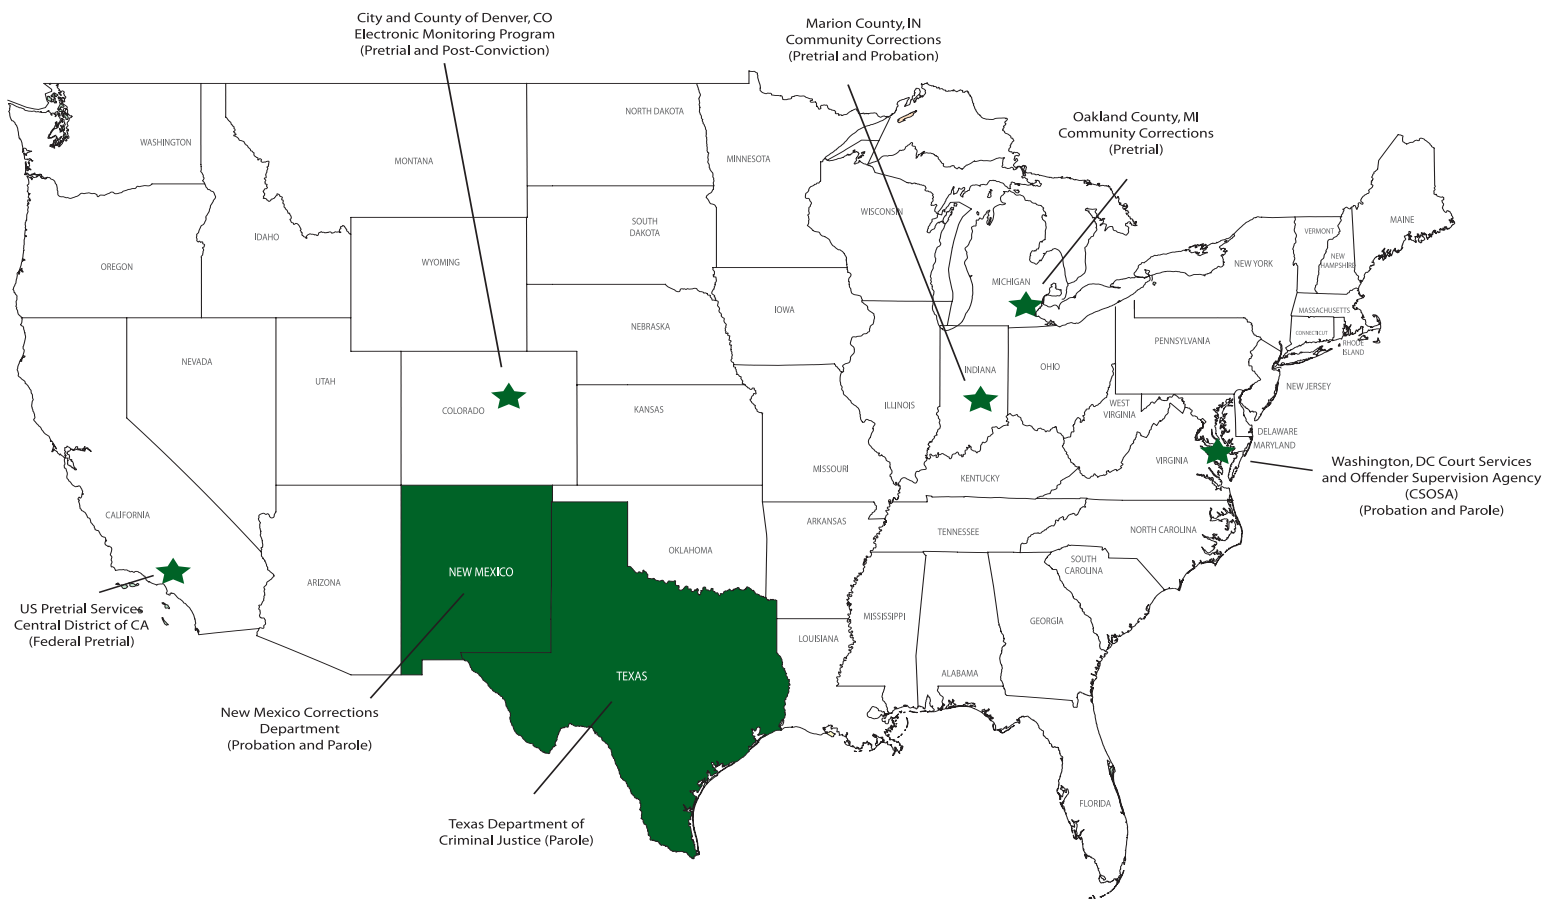 City and County of Denver, CO
Electronic Monitoring Program
(Pretrial and Post-Conviction)
Marion County, IN
Community Corrections
(Pretrial and Probation)
Oakland County, MI
Community Corrections
(Pretrial)
WASHINGTON
MONTANA
NORTH DAKOTA
MINNESOTA
WISCONSIN
MICHIGAN
NEW YORK
VERMONT
NEW
HAMPSHIRE
MAINE
OREGON
IDAHO
WYOMING
SOUTH
DAKOTA
IOWA
NEBRASKA
MASSACHUSETTS
CONNECTICUT
RHODE
ISLAND
PENNSYLVANIA
NEW JERSEY
NEVADA
UTAH
COLORADO
KANSAS
MISSOURI
ILLINOIS
INDIANA
OHIO
WEST
VIRGINIA
VIRGINIA
DELAWARE
MARYLAND
Washington, DC Court Services
and Offender Supervision Agency
(CSOSA)
(Probation and Parole)
KENTUCKY
CALIFORNIA
ARIZONA
NEW MEXICO
OKLAHOMA
ARKANSAS
TENNESSEE
NORTH CAROLINA
SOUTH
CAROLINA
US Pretrial Services
Central District of CA
(Federal Pretrial)
TEXAS
LOUISIANA
MISSISSIPPI
ALABAMA
GEORGIA
FLORIDA
New Mexico Corrections
Department
(Probation and Parole)
Texas Department of
Criminal Justice (Parole)